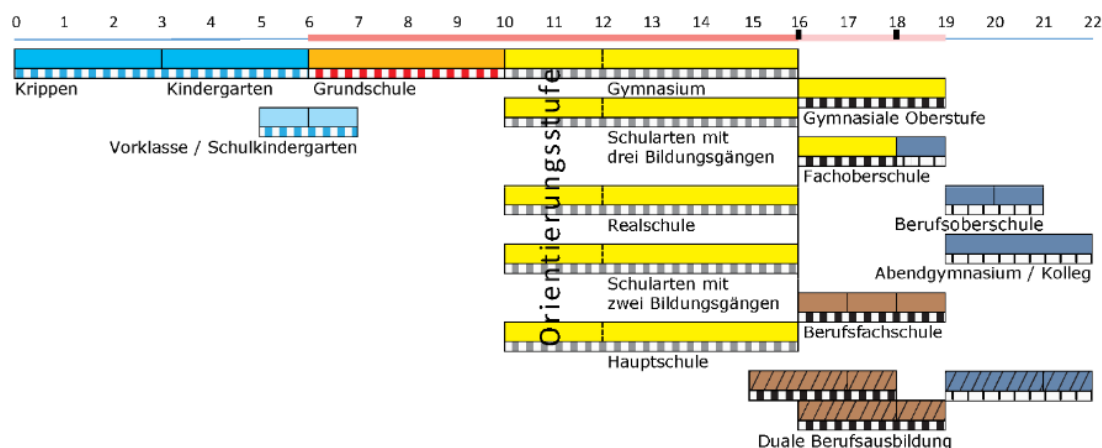 0 1 2 3 4 5 6 7 8 9 10 11 12 13 14 15 16 17 18 19 20 21 22
Krippen
Kindergarten
Grundschule
Gymnasium
Gymnasiale Oberstufe
Vorklasse / Schulkindergarten
Orientierungsstufe
Schularten mit
drei Bildungsgängen
Fachoberschule
Realschule
Berufsoberschule
Abendgymnasium / Kolleg
Schularten mit
zwei Bildungsgängen
Berufsfachschule
Hauptschule
Duale Berufsausbildung